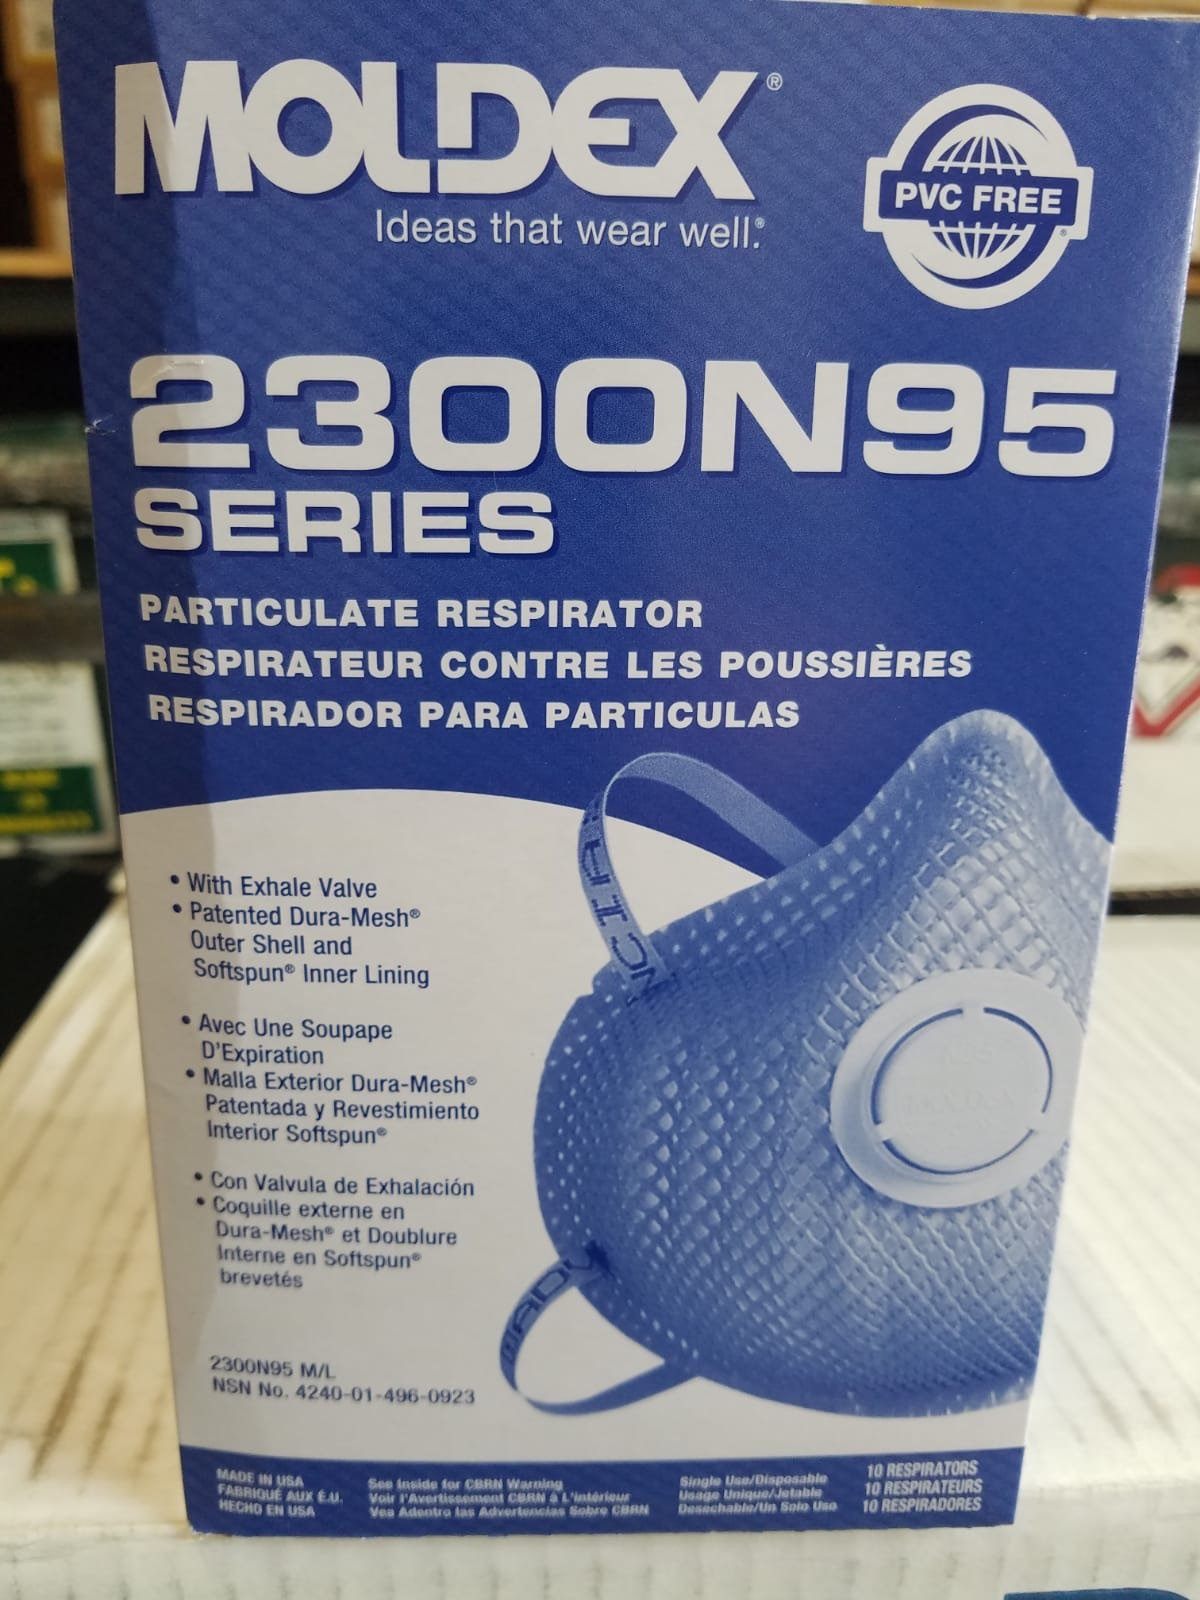 MOLDEX®
Ideas that wear well.®
PVC FREE®
2300N95
SERIES
PARTICULATE RESPIRATOR
RESPIRATEUR CONTRE LES POUSSIÈRES
RESPIRADOR PARA PARTICULAS
• With Exhale Valve
• Patented Dura-Mesh®
Outer Shell and
Softspun® Inner Lining
• Avec Une Soupape
D'Expiration
• Malla Exterior Dura-Mesh®
Patentada y Revestimiento
Interior Softspun®
• Con Valvula de Exhalación
• Coquille externe en
Dura-Mesh® et Doublure
Interne en Softspun®
brevetés
2300N95 M/L
NSN No. 4240-01-496-0923
MADE IN USA
FABRIQUÉ AUX É.U.
HECHO EN USA
See Inside for CBRN Warning
Voir l'Avertissement CBRN à L'intérieur
Vea Adentro las Advertencias Sobre CBRN
Single Use/Disposable
Usage Unique/Jetable
Desechable/Un Solo Uso
10 RESPIRATORS
10 RESPIRATEURS
10 RESPIRADORES